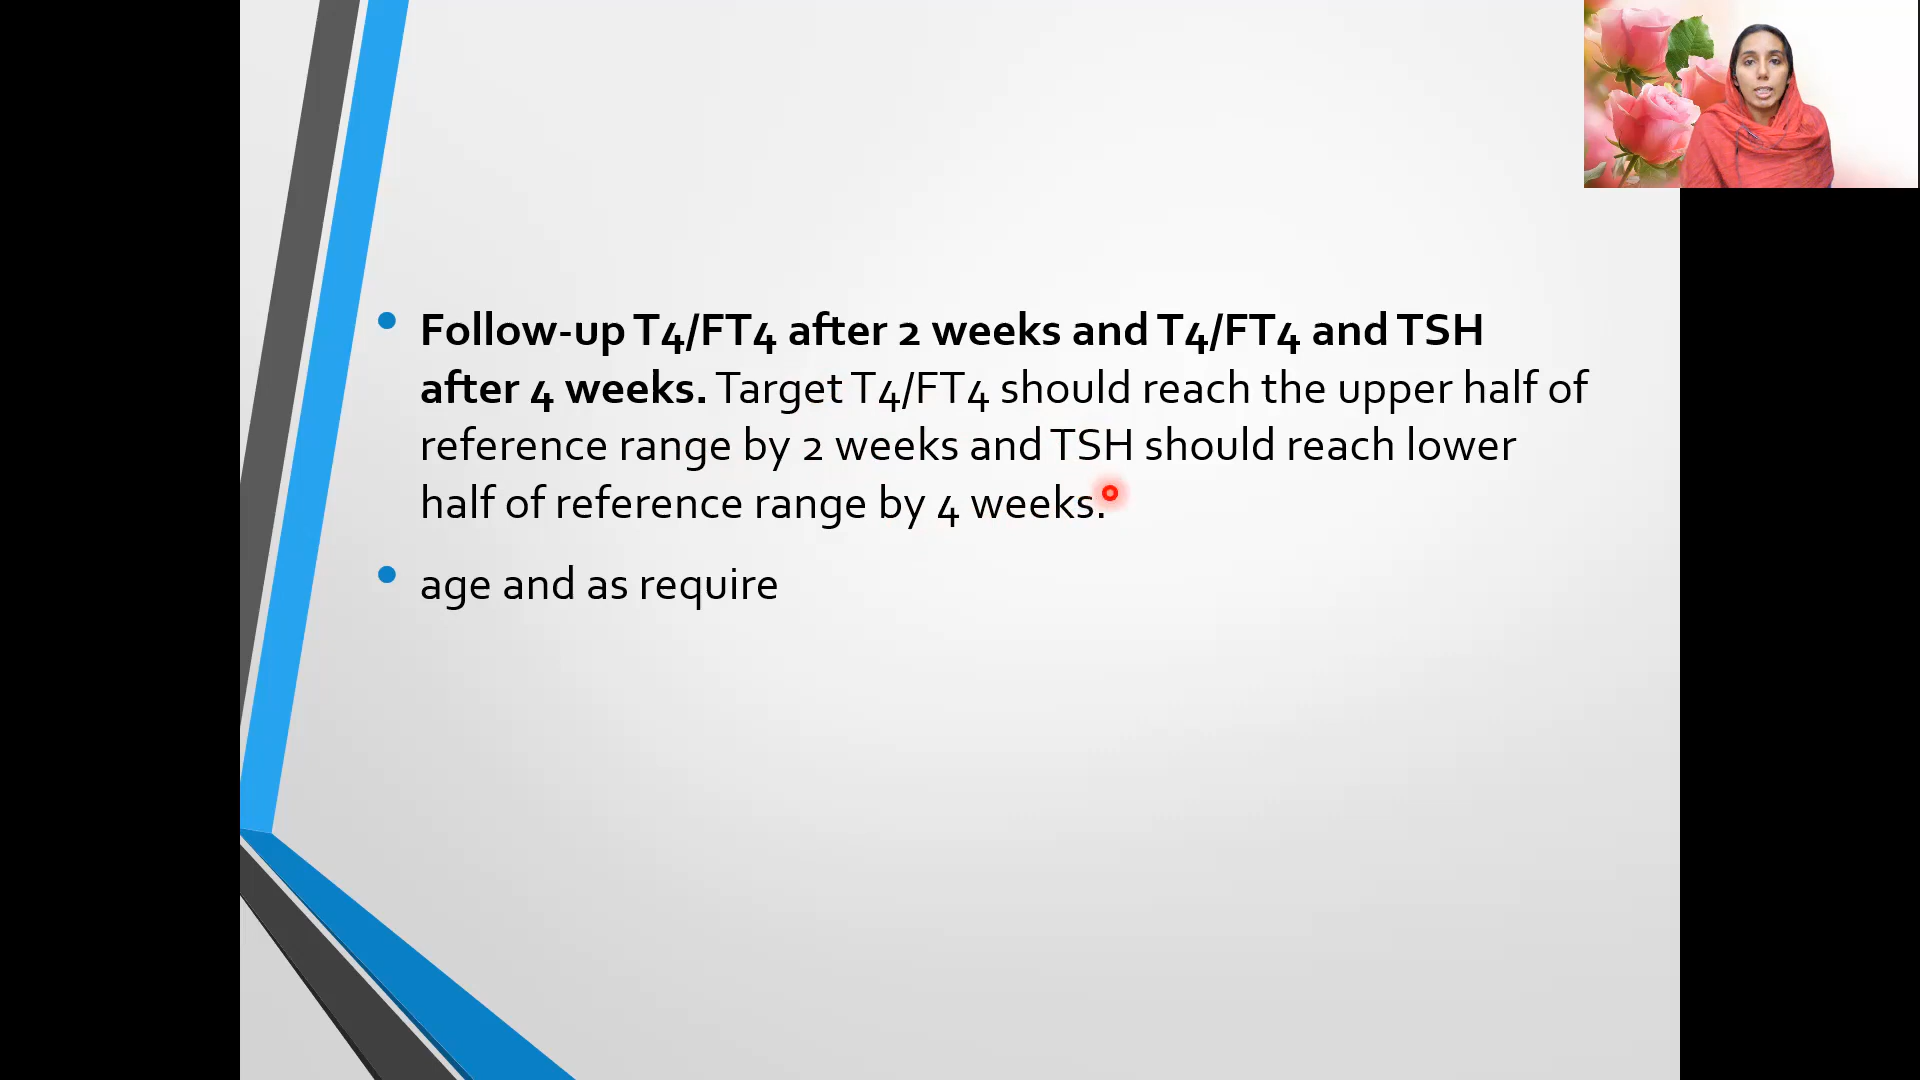 Follow-up T4/FT4 after 2 weeks and T4/FT4 and TSH
after 4 weeks. Target T4/FT4 should reach the upper half of
reference range by 2 weeks and TSH should reach lower
half of reference range by 4 weeks.
age and as require